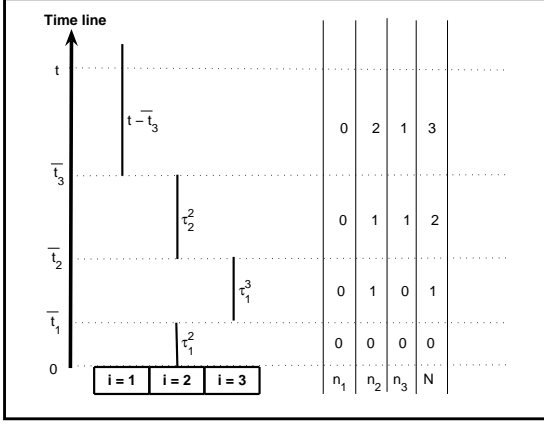 Time line
t
t – t̅₃
0 2 1 3
t̅₃
τ₂²
0 1 1 2
t̅₂
τ₁³
0 1 0 1
t̅₁
τ₁²
0 0 0 0
0
i = 1 i = 2 i = 3
n₁ n₂ n₃ N